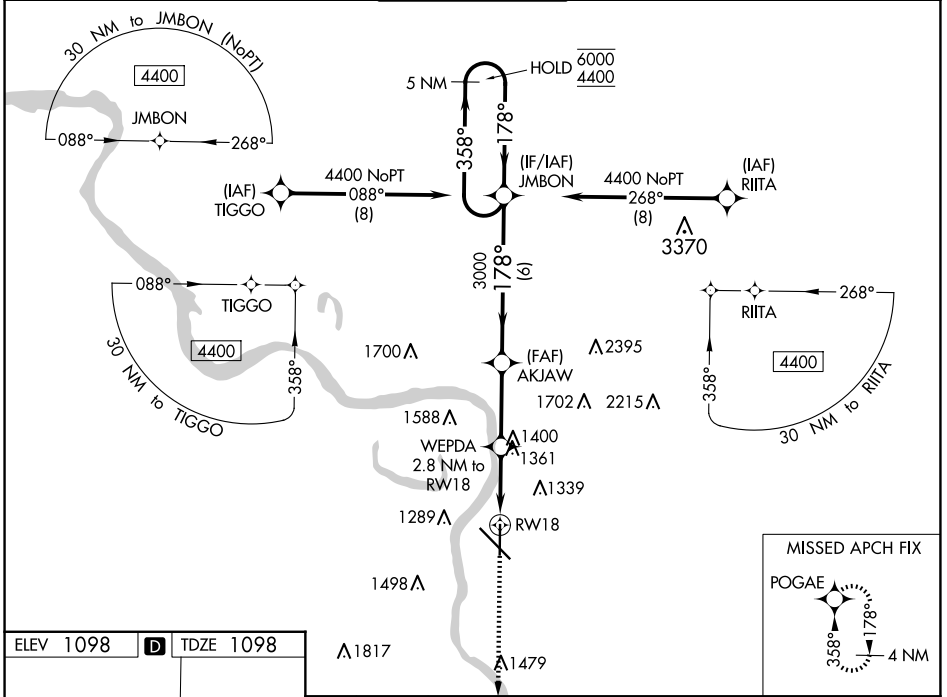 30 NM to JMBON (NoPT)
4400
JMBON
088°
268°
HOLD 6000
4400
5 NM
358°
178°
(IF/IAF)
JMBON
(IAF)
TIGGO
4400 NoPT
088°
(8)
4400 NoPT
268°
(8)
(IAF)
RIITA
3370
3000
178°
(6)
088°
TIGGO
4400
358°
30 NM to TIGGO
268°
RIITA
4400
358°
30 NM to RIITA
1700
(FAF)
AKJAW
2395
1702
2215
1588
WEPDA
2.8 NM to
RW18
1400
1361
1339
1289
RW18
1498
1817
1479
MISSED APCH FIX
POGAE
358°
178°
4 NM
ELEV 1098 D TDZE 1098